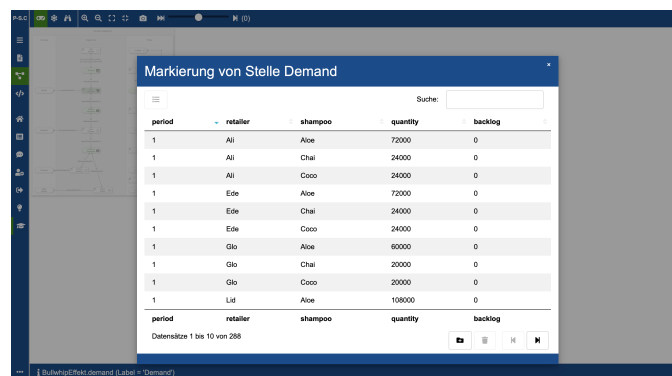 P-S.C
(0)
Markierung von Stelle Demand
×
Suche:
period retailer shampoo quantity backlog
1 Ali Aloe 72000 0
1 Ali Chai 24000 0
1 Ali Coco 24000 0
1 Ede Aloe 72000 0
1 Ede Chai 24000 0
1 Ede Coco 24000 0
1 Glo Aloe 60000 0
1 Glo Chai 20000 0
1 Glo Coco 20000 0
1 Lid Aloe 108000 0
period retailer shampoo quantity backlog
Datensätze 1 bis 10 von 288
BullwhipEffekt.demand (Label = 'Demand')